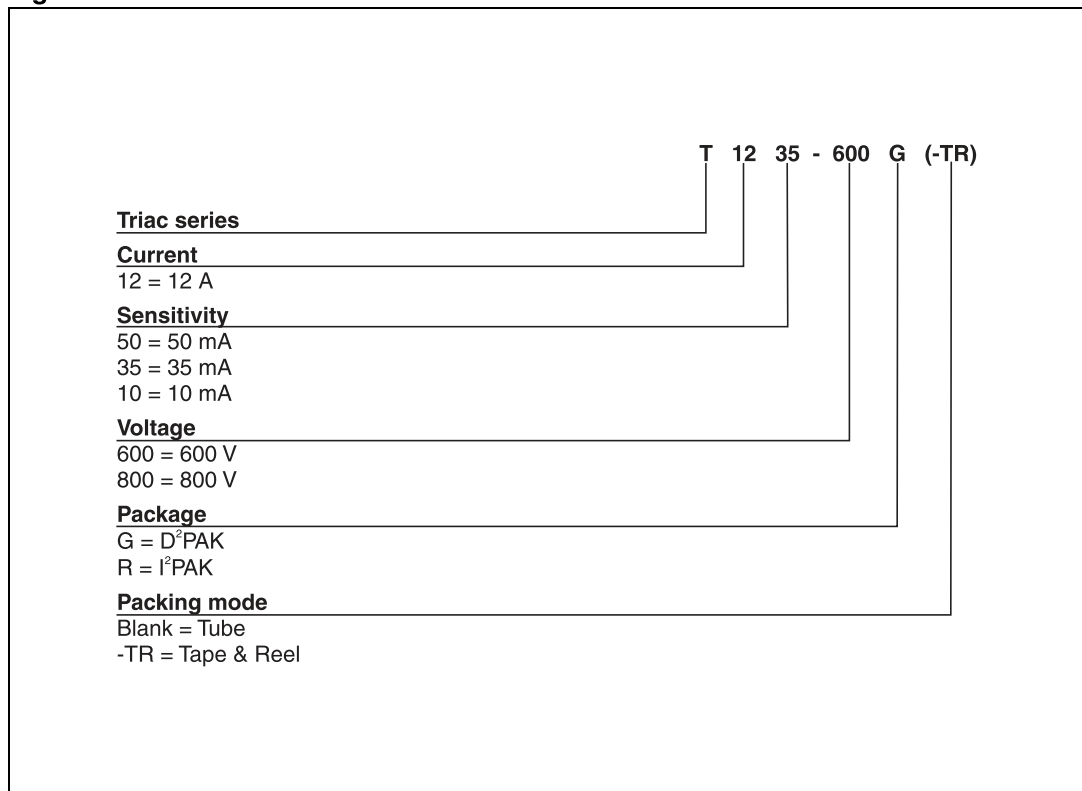 T 12 35 - 600 G (-TR)
Triac series
Current
12 = 12 A
Sensitivity
50 = 50 mA
35 = 35 mA
10 = 10 mA
Voltage
600 = 600 V
800 = 800 V
Package
G = D²PAK
R = I²PAK
Packing mode
Blank = Tube
-TR = Tape & Reel